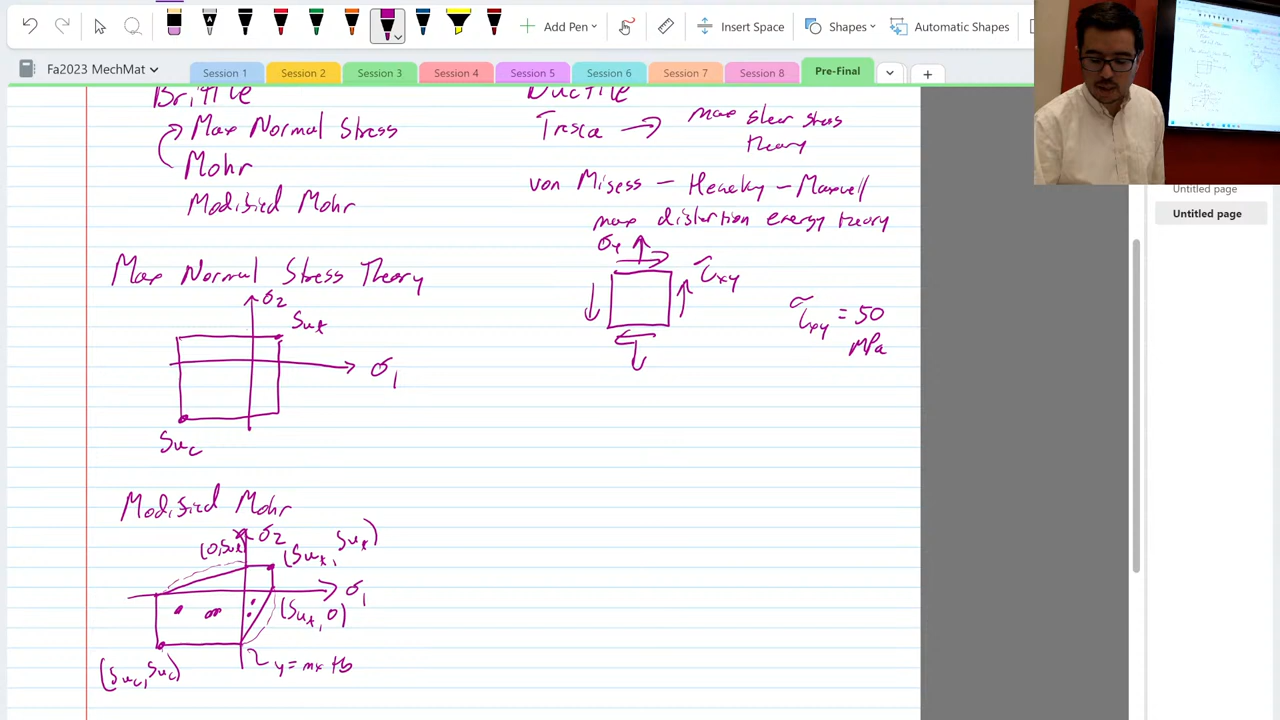 Add Pen
Insert Space
Shapes
Automatic Shapes
Fa2023 MechMat
Session 1
Session 2
Session 3
Session 4
Session 5
Session 6
Session 7
Session 8
Pre-Final
Untitled page
Untitled page
Brittle
Max Normal Stress
Mohr
Modified Mohr
Ductile
Tresca → max shear stress
theory
von Misess - Hencky - Maxwell
max distortion energy theory
σy
τxy
τxy = 50
MPa
Max Normal Stress Theory
σ2
Sut
σ1
Suc
Modified Mohr
σ2
(0, Sut)
(Sut, Sut)
σ1
(Sut, 0)
(Suc, Suc)
y = mx + b